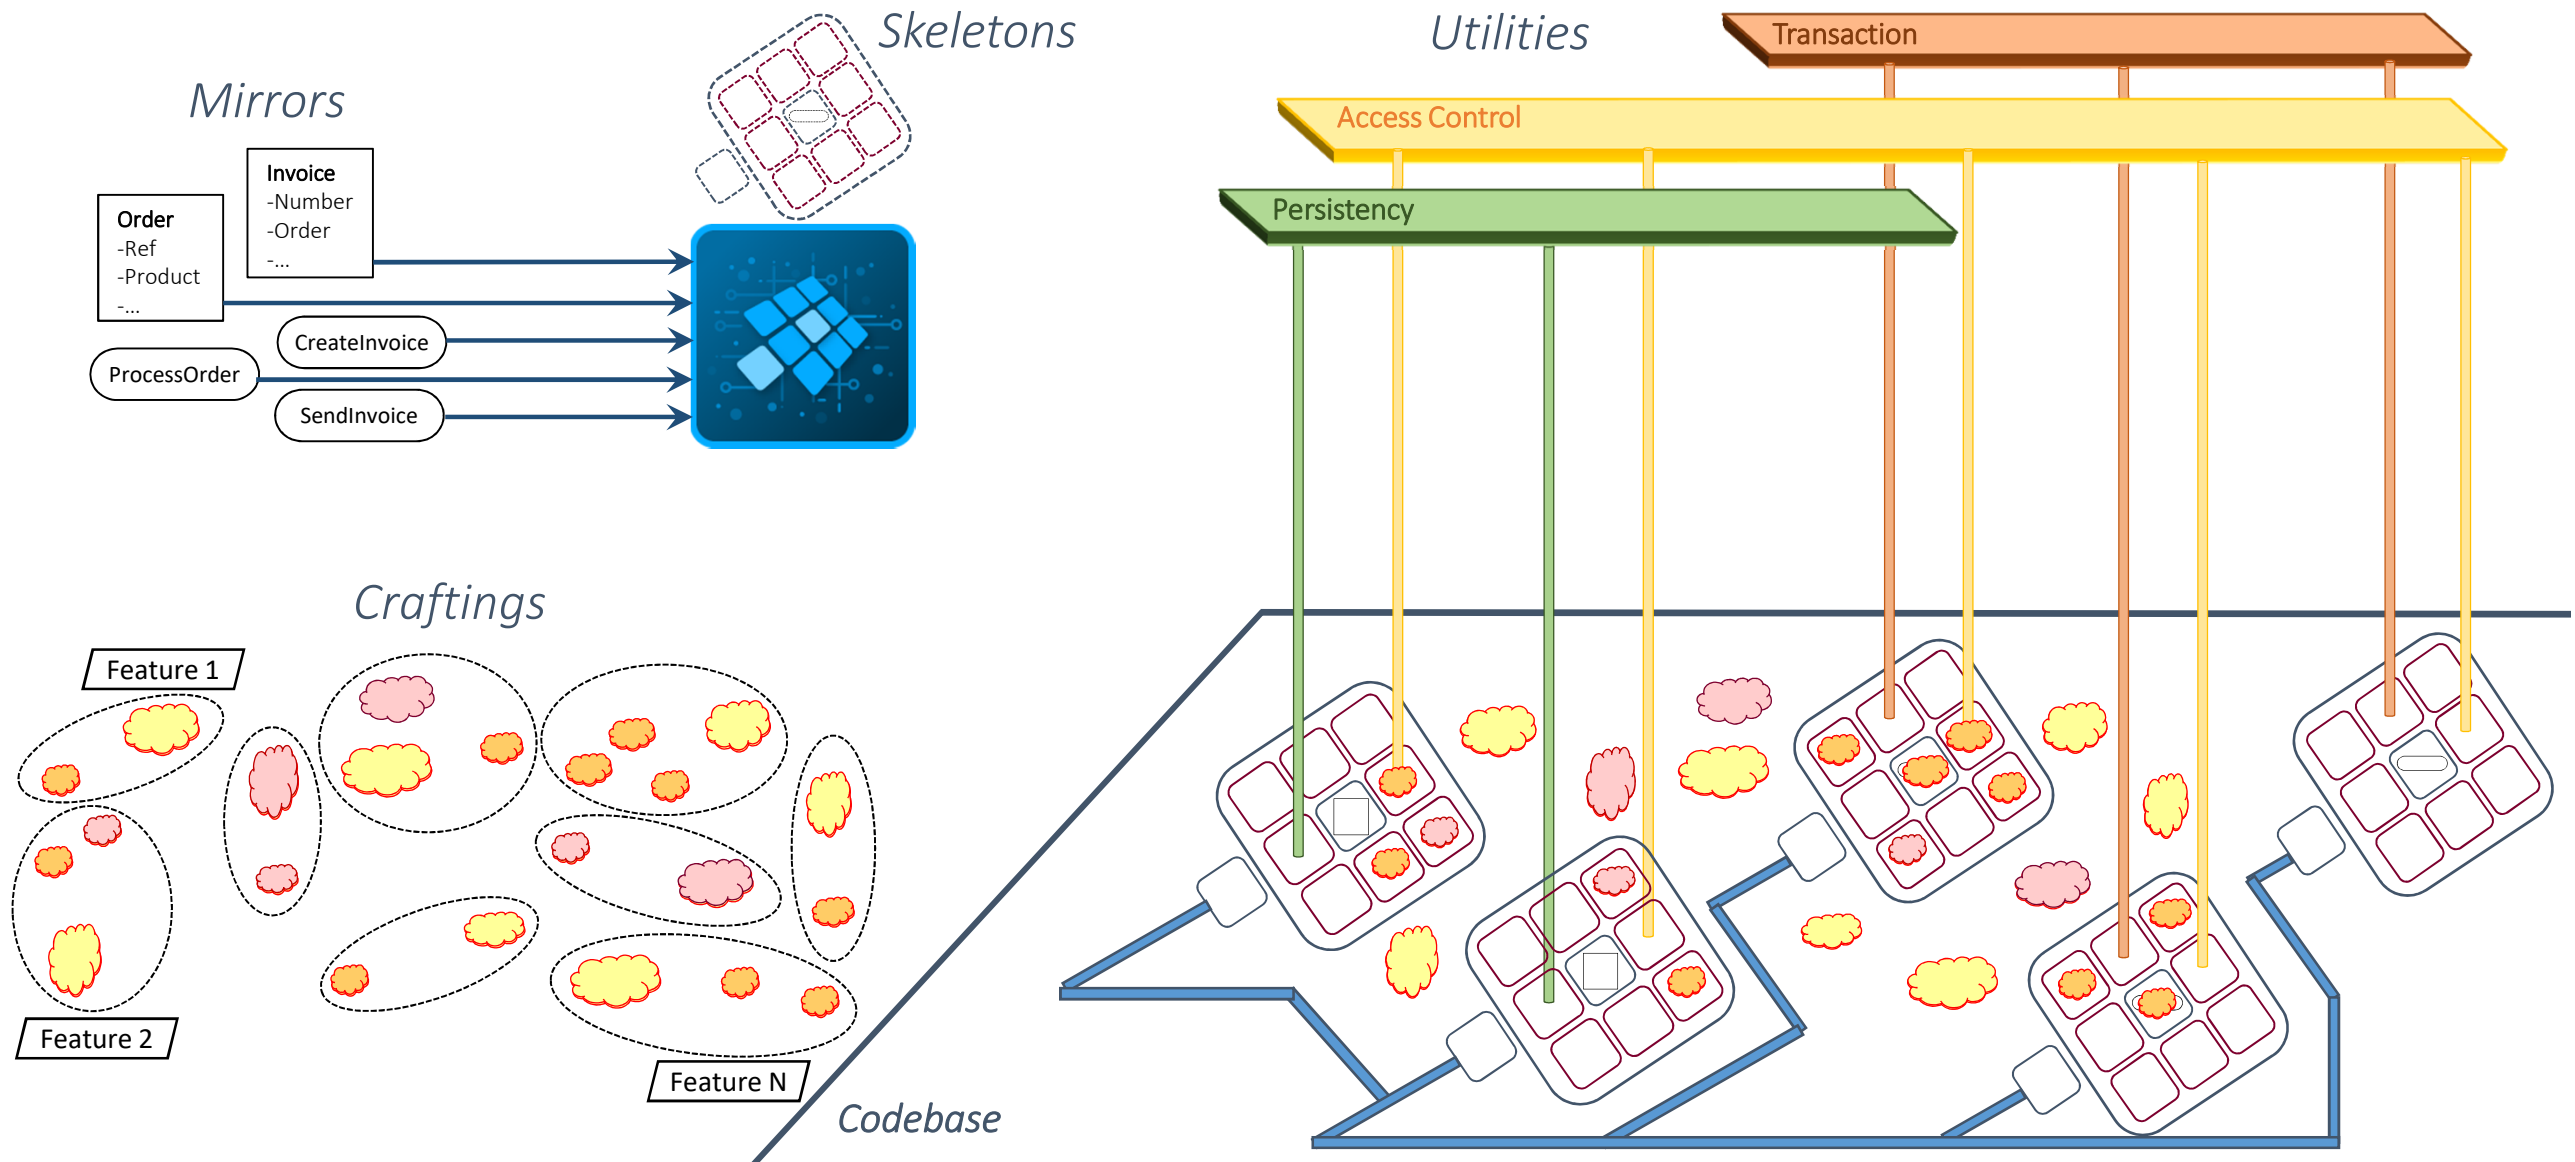 Skeletons
Utilities
Transaction
Mirrors
Access Control
Invoice
-Number
-Order
-...
Order
-Ref
-Product
-...
Persistency
CreateInvoice
ProcessOrder
SendInvoice
Craftings
Feature 1
Feature 2
Feature N
Codebase